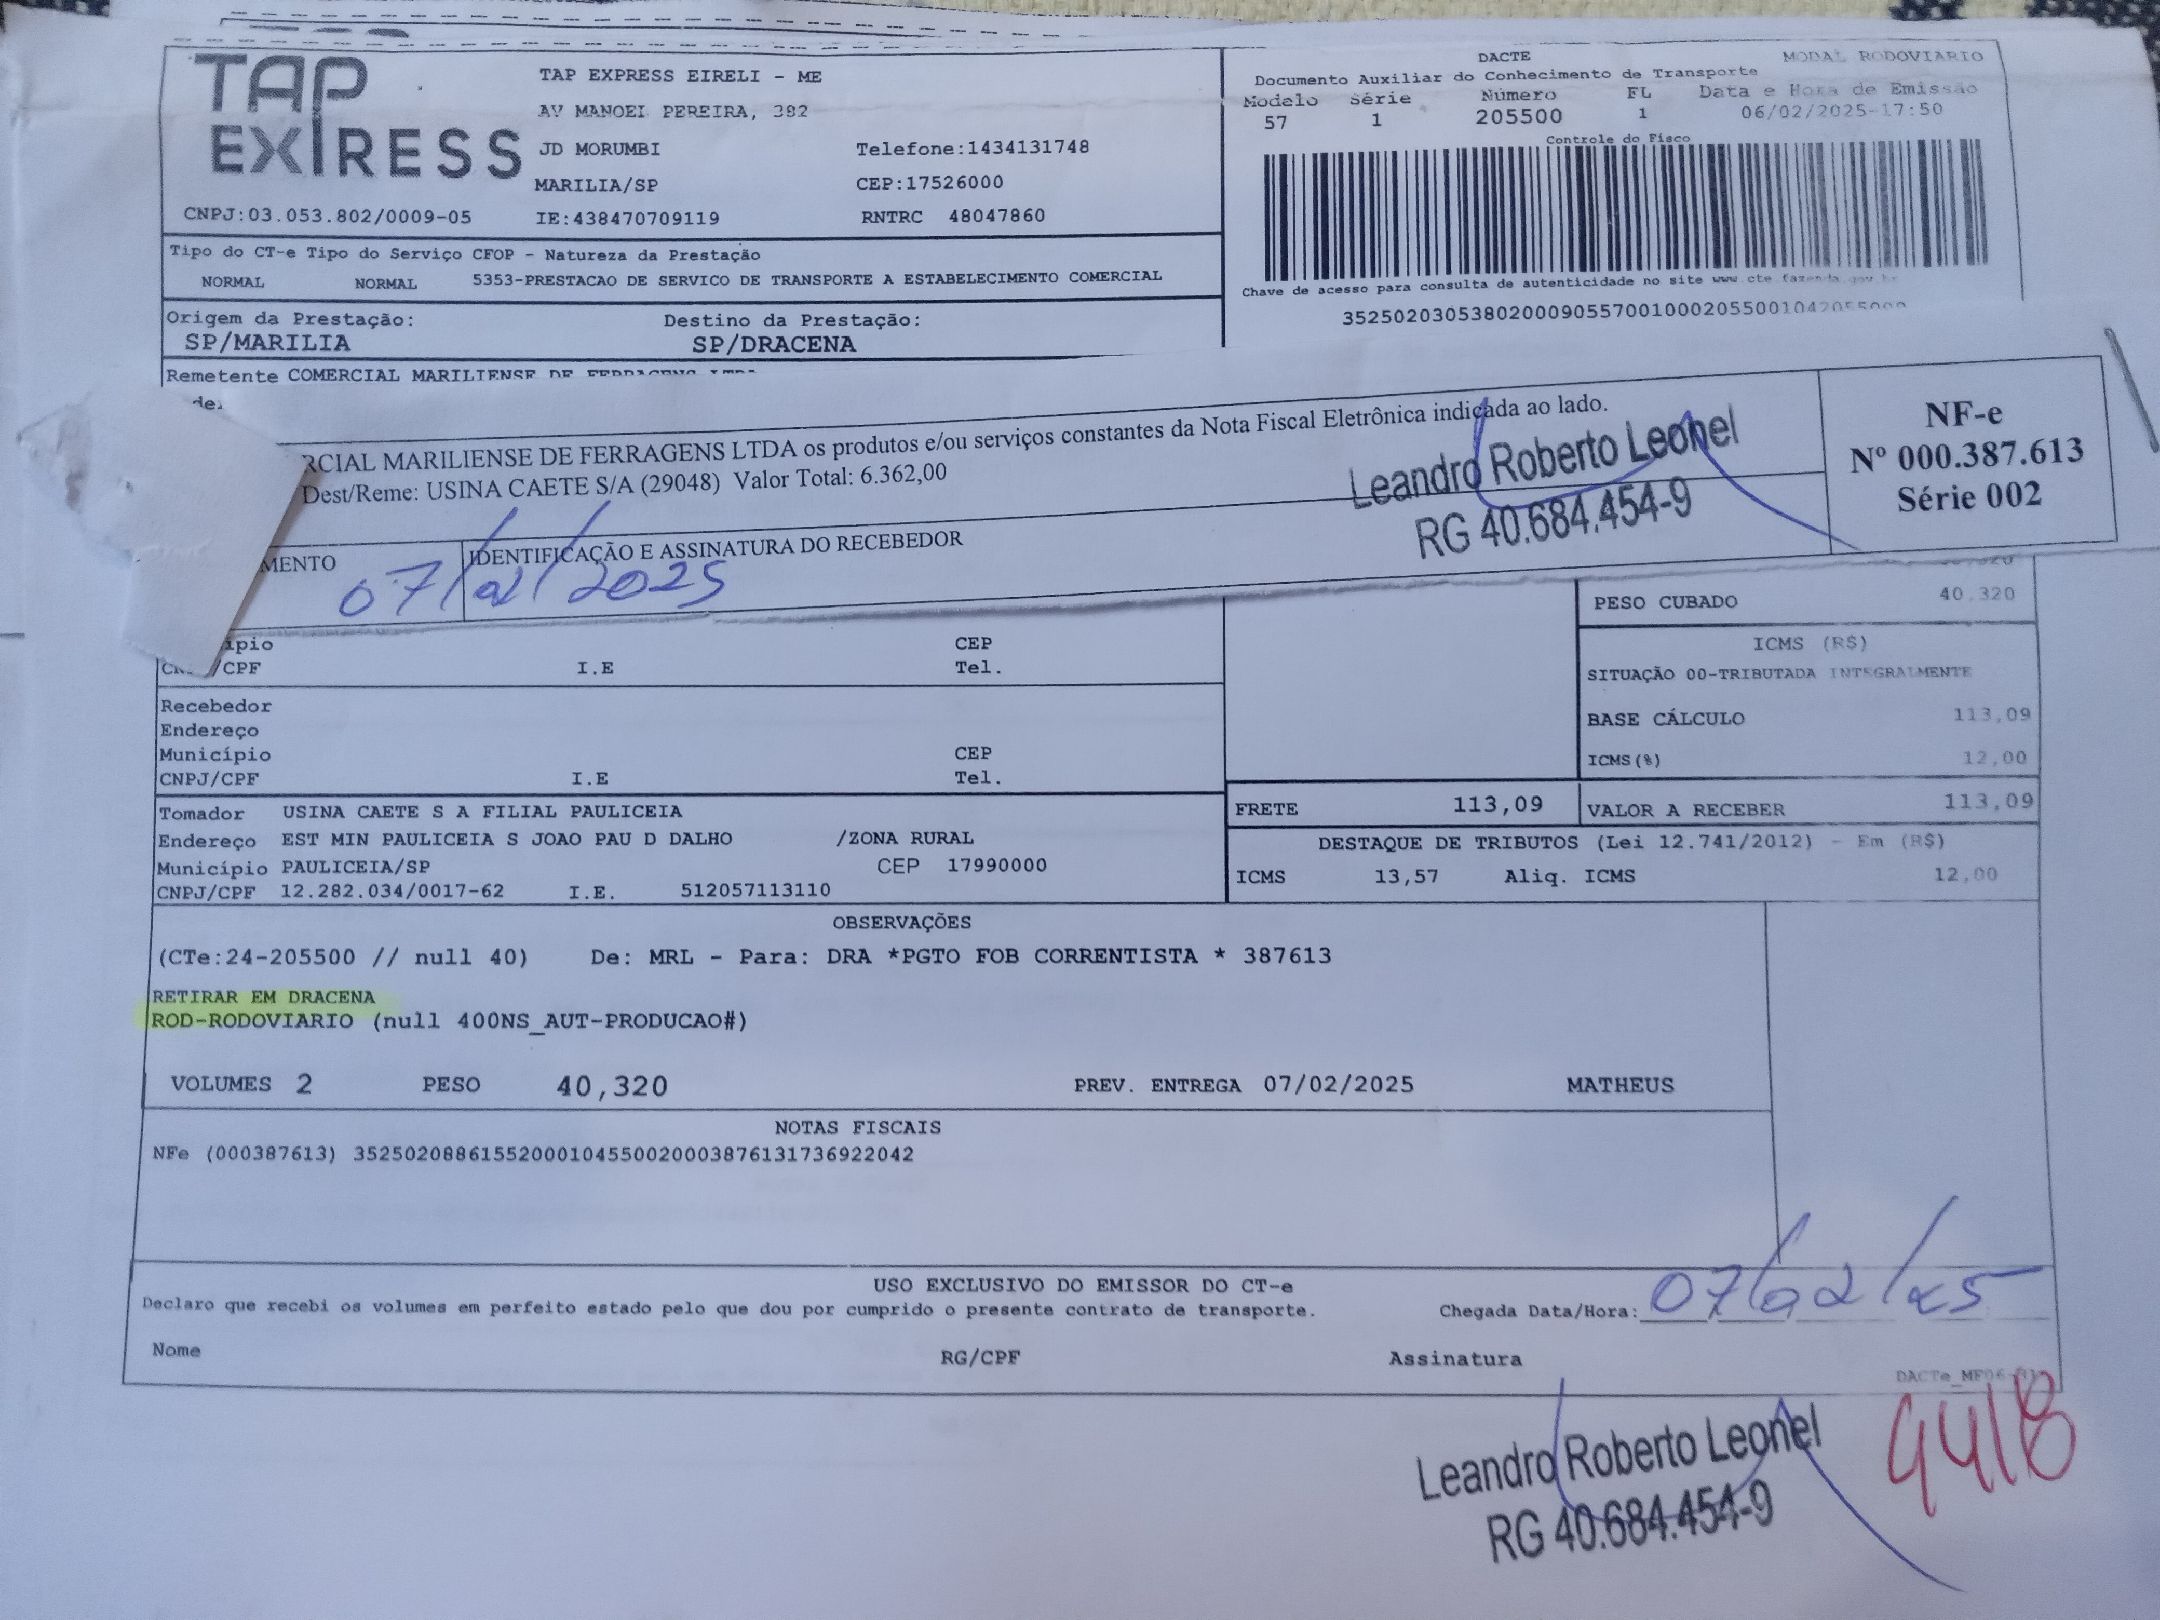 TAP EXPRESS
TAP EXPRESS EIRELI - ME
AV MANOEL PEREIRA, 382
JD MORUMBI Telefone:1434131748
MARILIA/SP CEP:17526000
CNPJ:03.053.802/0009-05 IE:438470709119 RNTRC 48047860
DACTE MODAL RODOVIARIO
Documento Auxiliar do Conhecimento de Transporte
Modelo Série Número FL Data e Hora de Emissão
57 1 205500 1 06/02/2025-17:50
Controle do Fisco
Chave de acesso para consulta de autenticidade no site www.cte.fazenda.gov.br
Tipo do CT-e Tipo do Serviço CFOP - Natureza da Prestação
NORMAL NORMAL 5353-PRESTACAO DE SERVICO DE TRANSPORTE A ESTABELECIMENTO COMERCIAL
Origem da Prestação: Destino da Prestação:
SP/MARILIA SP/DRACENA
Remetente COMERCIAL MARILIENSE DE FERRAGENS LTDA
RCIAL MARILIENSE DE FERRAGENS LTDA os produtos e/ou serviços constantes da Nota Fiscal Eletrônica indicada ao lado.
Dest/Reme: USINA CAETE S/A (29048) Valor Total: 6.362,00
Leandro Roberto Leonel
RG 40.684.454-9
NF-e
Nº 000.387.613
Série 002
MENTO IDENTIFICAÇÃO E ASSINATURA DO RECEBEDOR
07/02/2025
PESO CUBADO 40.320
ípio CEP
/CPF I.E Tel.
ICMS (R$)
SITUAÇÃO 00-TRIBUTADA INTEGRALMENTE
BASE CÁLCULO 113,09
ICMS(%) 12,00
Recebedor
Endereço
Município CEP
CNPJ/CPF I.E Tel.
Tomador USINA CAETE S A FILIAL PAULICEIA
Endereço EST MIN PAULICEIA S JOAO PAU D DALHO /ZONA RURAL
Município PAULICEIA/SP CEP 17990000
CNPJ/CPF 12.282.034/0017-62 I.E. 512057113110
FRETE 113,09 VALOR A RECEBER 113,09
DESTAQUE DE TRIBUTOS (Lei 12.741/2012) - Em (R$)
ICMS 13,57 Aliq. ICMS 12,00
OBSERVAÇÕES
(CTe:24-205500 // null 40) De: MRL - Para: DRA *PGTO FOB CORRENTISTA * 387613
RETIRAR EM DRACENA
ROD-RODOVIARIO (null 400NS_AUT-PRODUCAO#)
VOLUMES 2 PESO 40,320 PREV. ENTREGA 07/02/2025 MATHEUS
NOTAS FISCAIS
NFe (000387613) 35250208861552000104550020003876131736922042
USO EXCLUSIVO DO EMISSOR DO CT-e
Declaro que recebi os volumes em perfeito estado pelo que dou por cumprido o presente contrato de transporte. Chegada Data/Hora: 07/02/25
Nome RG/CPF Assinatura
Leandro Roberto Leonel
RG 40.684.454-9
4418